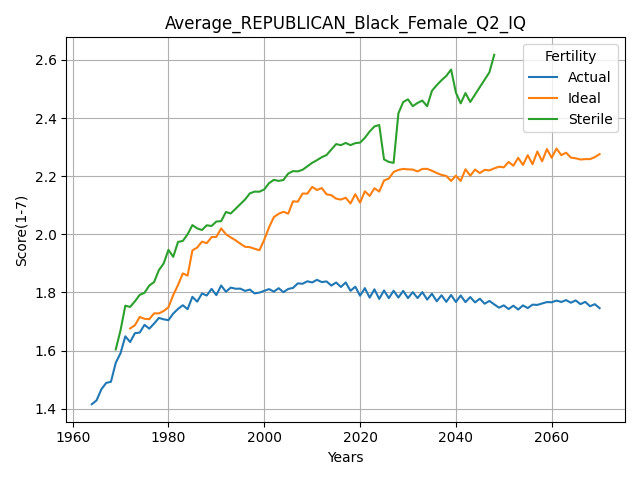 Average_REPUBLICAN_Black_Female_Q2_IQ
Fertility
Actual
Ideal
Sterile
Score(1-7)
2.6
2.4
2.2
2.0
1.8
1.6
1.4
1960
1980
2000
2020
2040
2060
Years